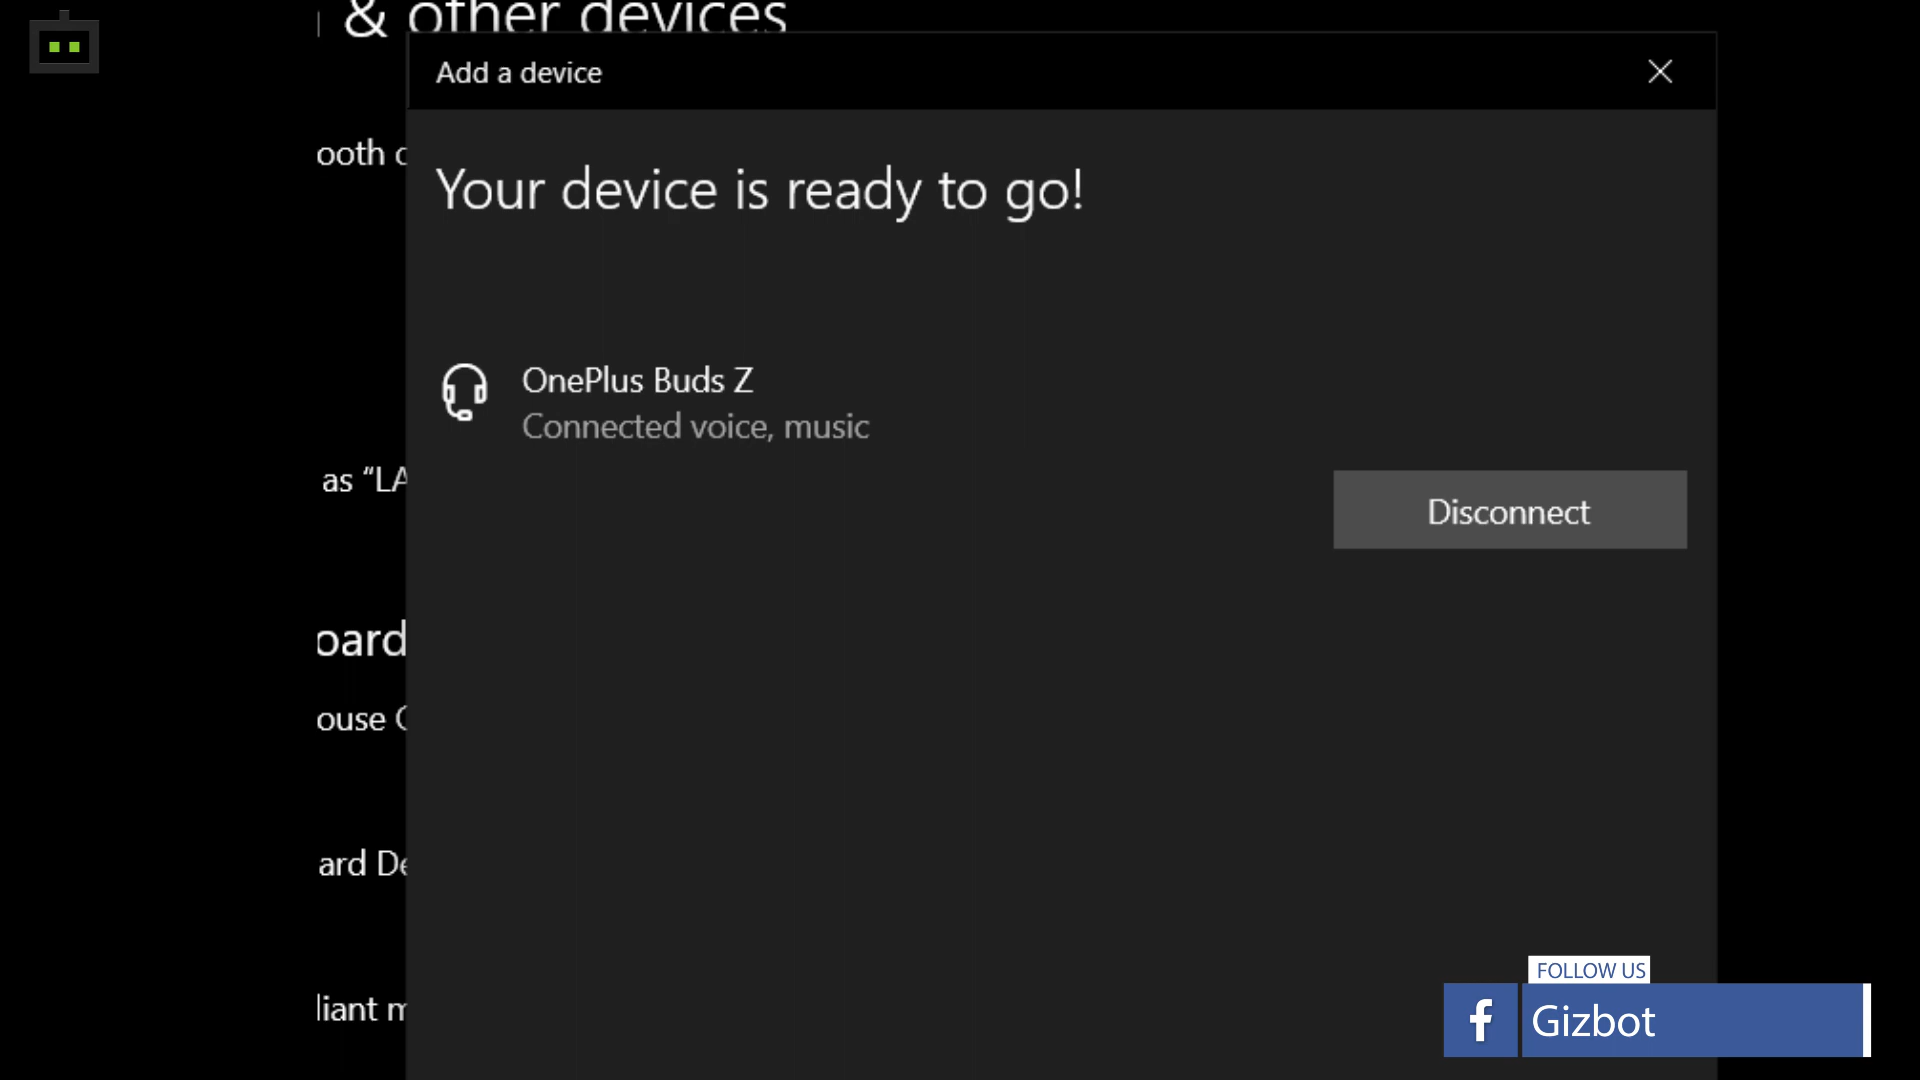 & other devices
Add a device
ooth
Your device is ready to go!
OnePlus Buds Z
Connected voice, music
as “LA
Disconnect
oard
ouse
ard De
FOLLOW US
f Gizbot
liant m